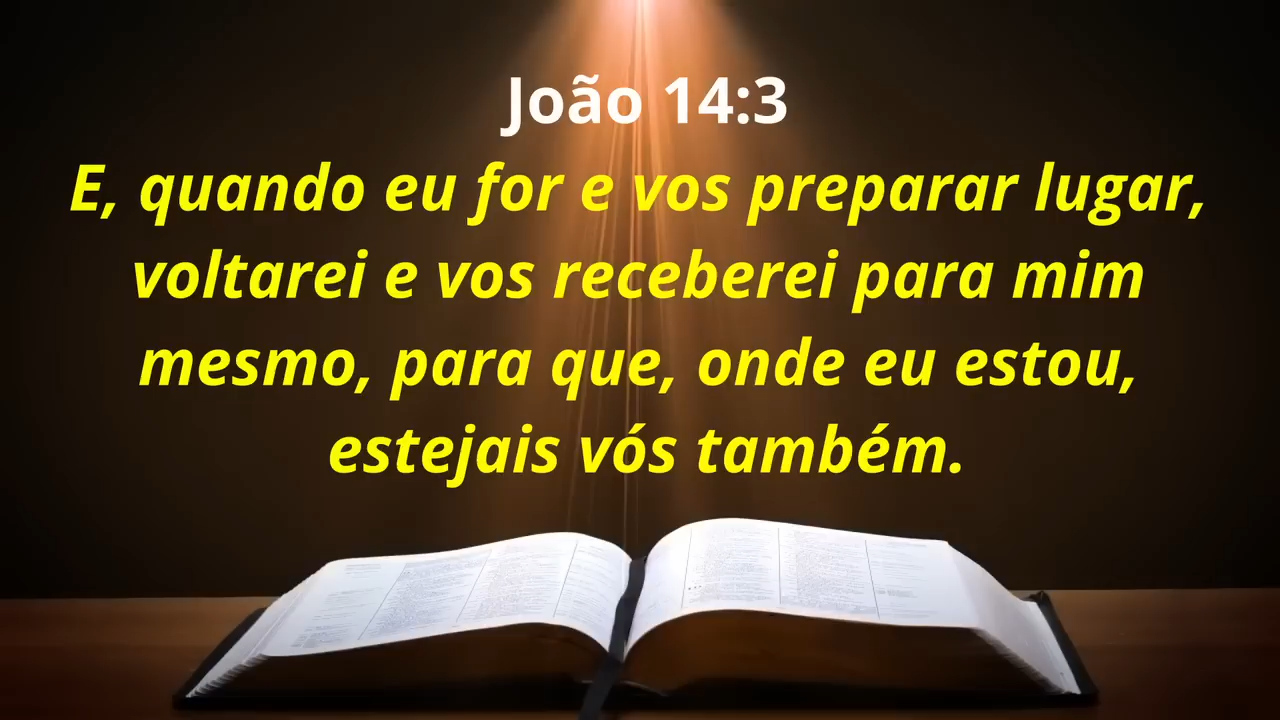 João 14:3
E, quando eu for e vos preparar lugar,
voltarei e vos receberei para mim
mesmo, para que, onde eu estou,
estejais vós também.